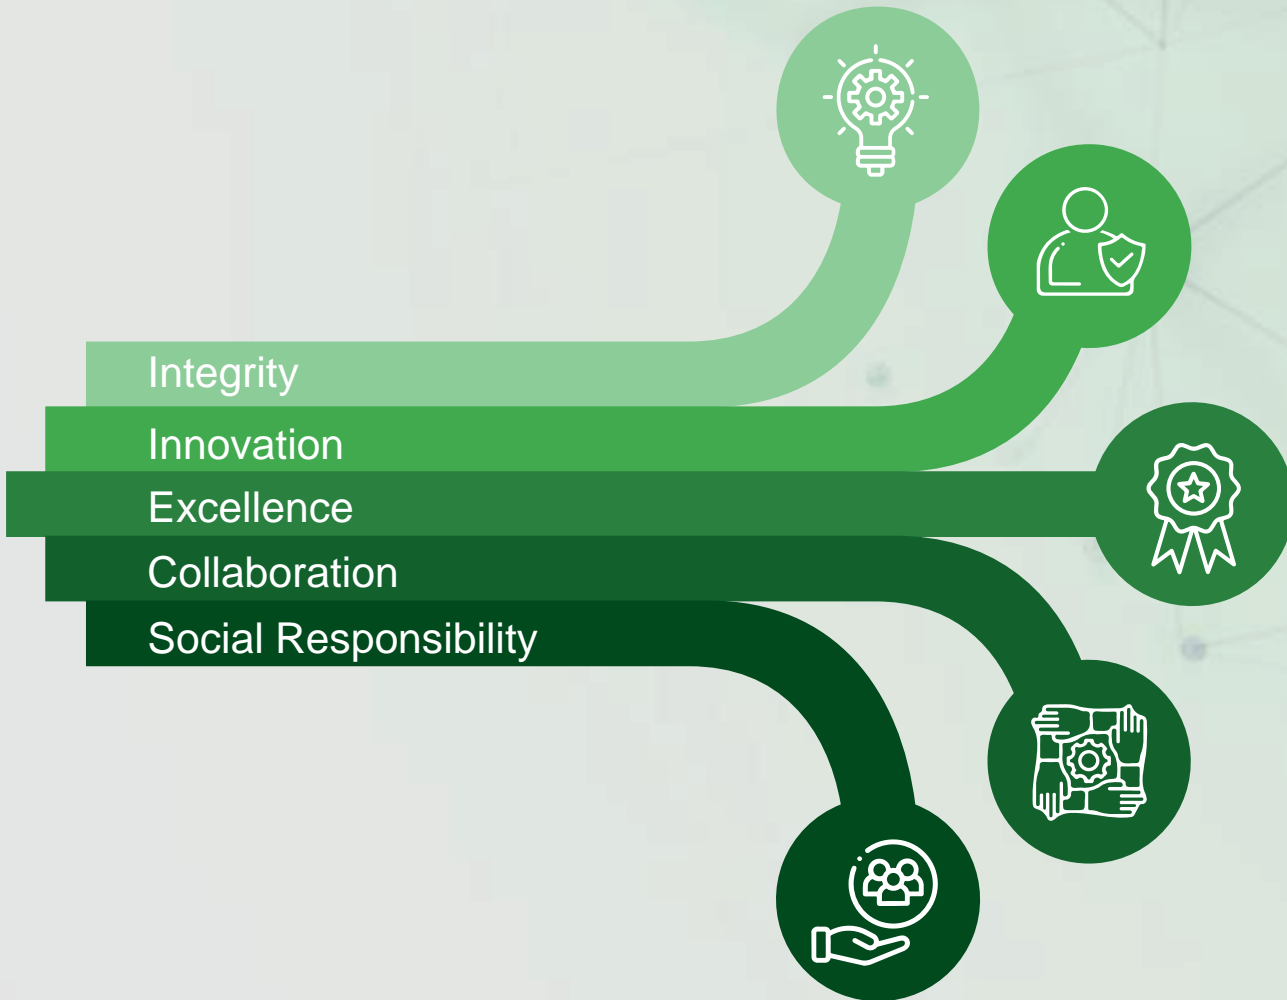 Integrity
Innovation
Excellence
Collaboration
Social Responsibility